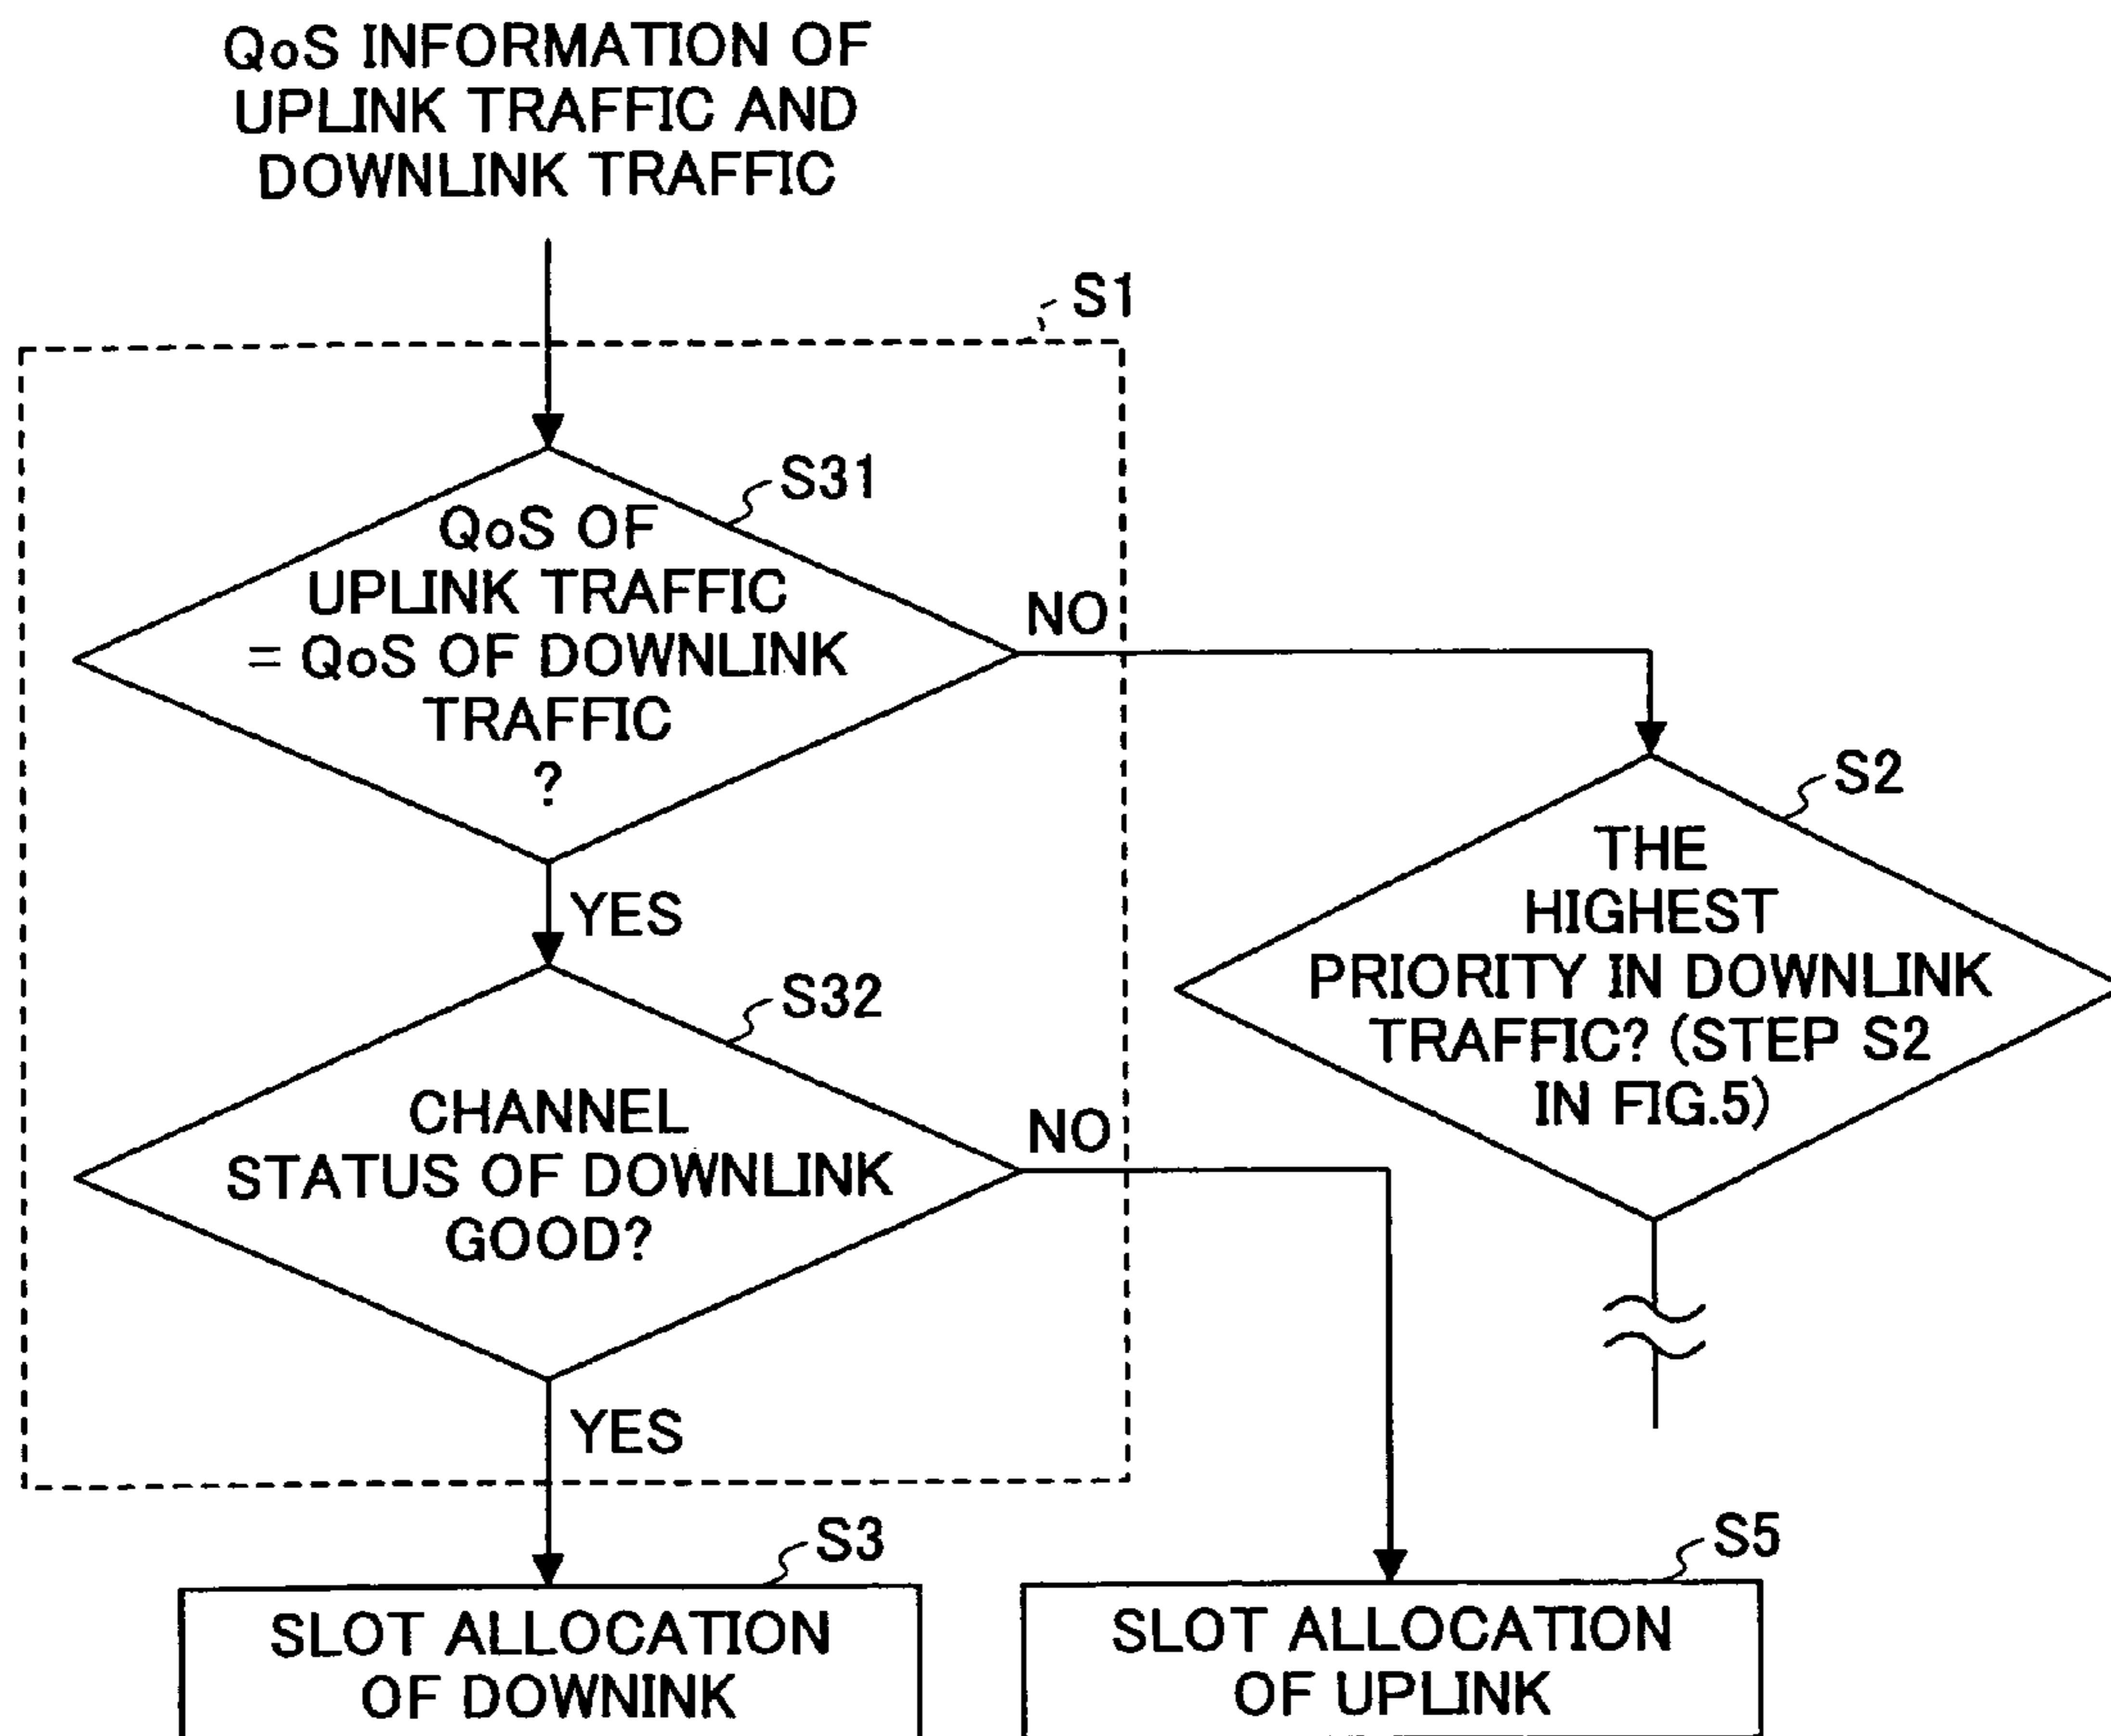 QoS INFORMATION OF
UPLINK TRAFFIC AND
DOWNLINK TRAFFIC
S1
S31
QoS OF
UPLINK TRAFFIC
= QoS OF DOWNLINK
TRAFFIC
?
NO
YES
S2
THE
HIGHEST
PRIORITY IN DOWNLINK
TRAFFIC? (STEP S2
IN FIG.5)
S32
CHANNEL
STATUS OF DOWNLINK
GOOD?
NO
YES
S3
SLOT ALLOCATION
OF DOWNINK
S5
SLOT ALLOCATION
OF UPLINK